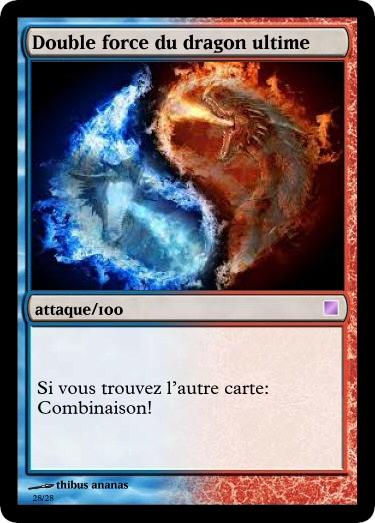 Double force du dragon ultime
attaque/100
Si vous trouvez l'autre carte:
Combinaison!
thibus ananas
28/28